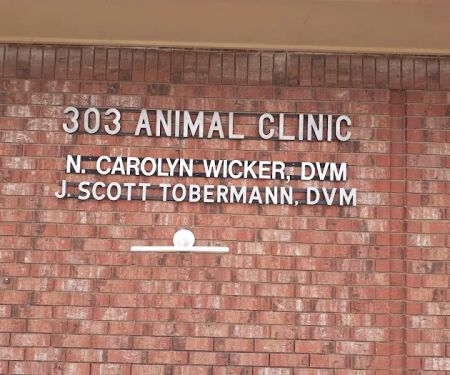 303 ANIMAL CLINIC
N. CAROLYN WICKER, DVM
J. SCOTT TOBERMANN, DVM